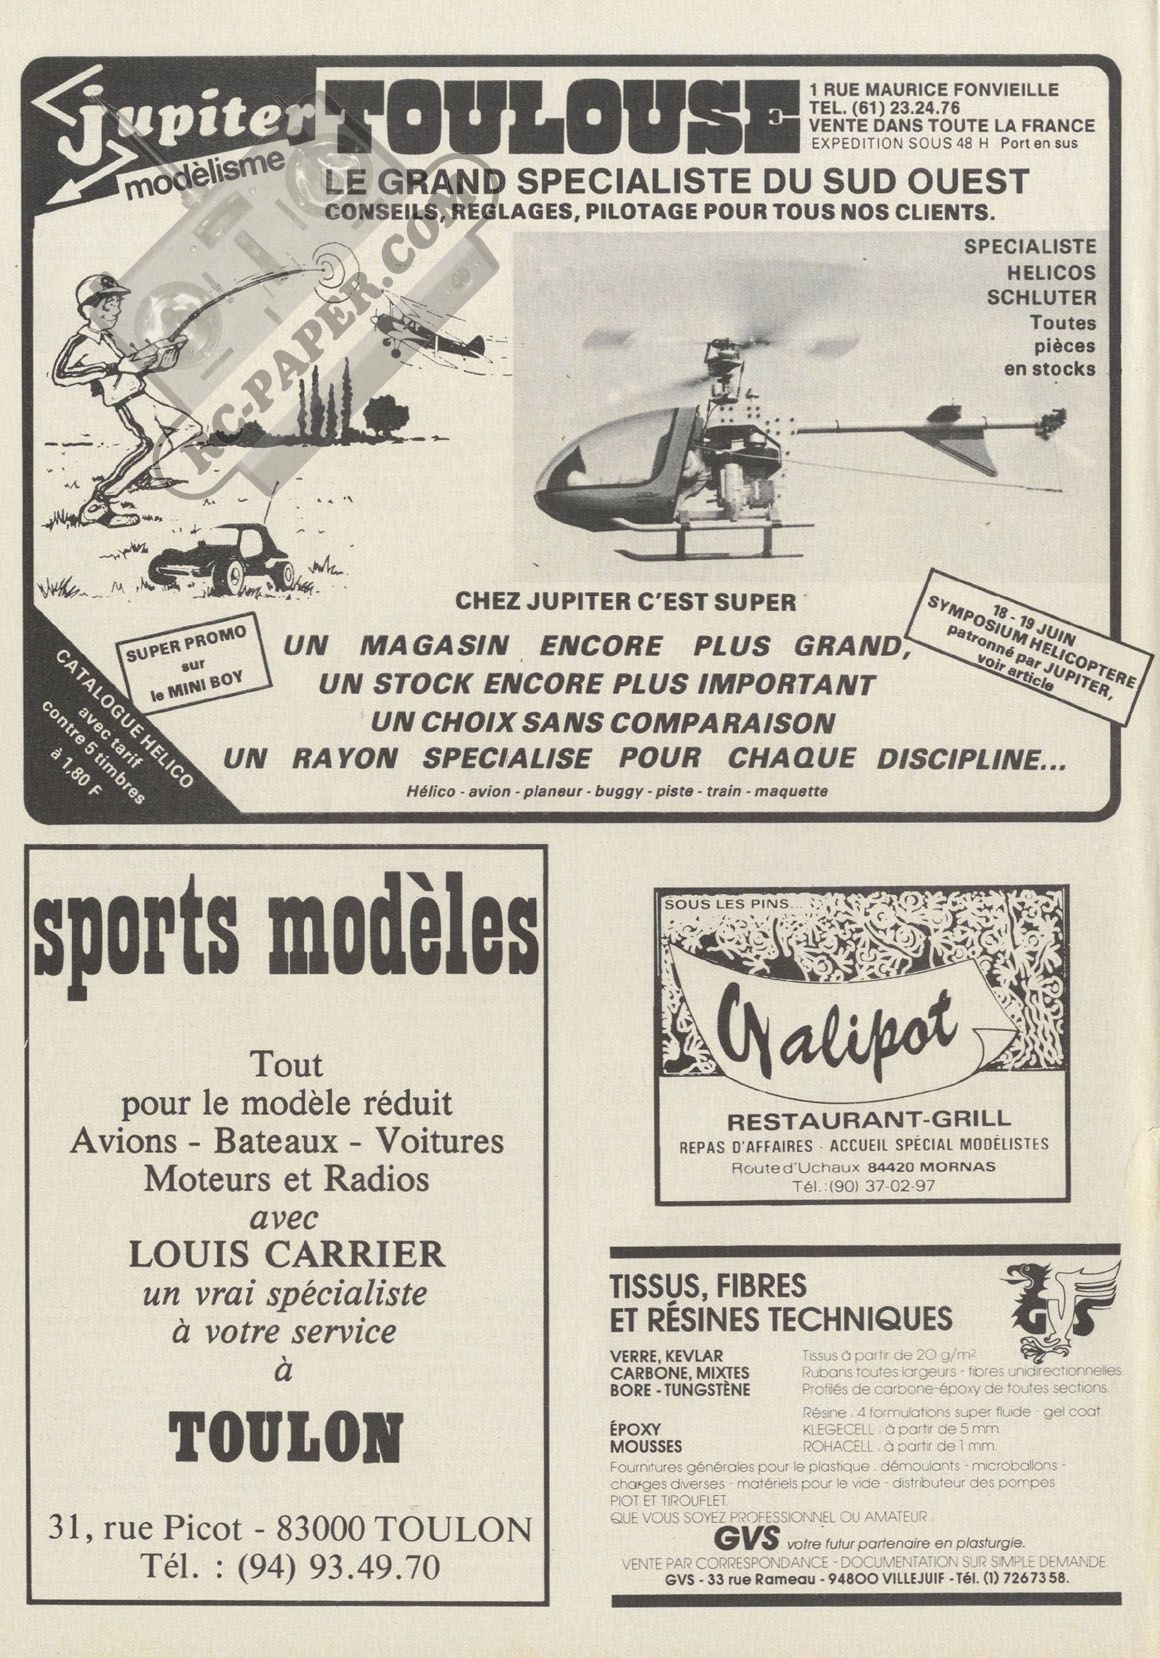 jupiter
modèlisme
TOULOUSE
1 RUE MAURICE FONVIEILLE
TEL. (61) 23.24.76
VENTE DANS TOUTE LA FRANCE
EXPEDITION SOUS 48 H Port en sus
LE GRAND SPECIALISTE DU SUD OUEST
CONSEILS, REGLAGES, PILOTAGE POUR TOUS NOS CLIENTS.
RC-PAPER.COM
SPECIALISTE
HELICOS
SCHLUTER
Toutes
pièces
en stocks
CHEZ JUPITER C'EST SUPER
SUPER PROMO
sur
le MINI BOY
18 - 19 JUIN
SYMPOSIUM HELICOPTERE
patronné par JUPITER,
voir article
UN MAGASIN ENCORE PLUS GRAND,
UN STOCK ENCORE PLUS IMPORTANT
UN CHOIX SANS COMPARAISON
UN RAYON SPECIALISE POUR CHAQUE DISCIPLINE...
Hélico - avion - planeur - buggy - piste - train - maquette
CATALOGUE HELICO
avec tarif
contre 5 timbres
à 1,80 F
sports modèles
Tout
pour le modèle réduit
Avions - Bateaux - Voitures
Moteurs et Radios
avec
LOUIS CARRIER
un vrai spécialiste
à votre service
à
TOULON
31, rue Picot - 83000 TOULON
Tél. : (94) 93.49.70
SOUS LES PINS...
Galipot
RESTAURANT-GRILL
REPAS D'AFFAIRES - ACCUEIL SPÉCIAL MODÉLISTES
Route d'Uchaux 84420 MORNAS
Tél.:(90) 37-02-97
TISSUS, FIBRES
ET RÉSINES TECHNIQUES
GVS
VERRE, KEVLAR
CARBONE, MIXTES
BORE - TUNGSTÈNE
Tissus à partir de 20 g/m2
Rubans toutes largeurs - fibres unidirectionnelles
Profilés de carbone-époxy de toutes sections.
ÉPOXY
MOUSSES
Résine : 4 formulations super fluide - gel coat
KLEGECELL : à partir de 5 mm
ROHACELL : à partir de 1 mm.
Fournitures générales pour le plastique : démoulants - microballons -
charges diverses - matériels pour le vide - distributeur des pompes
PIOT ET TIROUFLET.
QUE VOUS SOYEZ PROFESSIONNEL OU AMATEUR :
GVS votre futur partenaire en plasturgie.
VENTE PAR CORRESPONDANCE - DOCUMENTATION SUR SIMPLE DEMANDE.
GVS - 33 rue Rameau - 94800 VILLEJUIF - Tél. (1) 726 73 58.